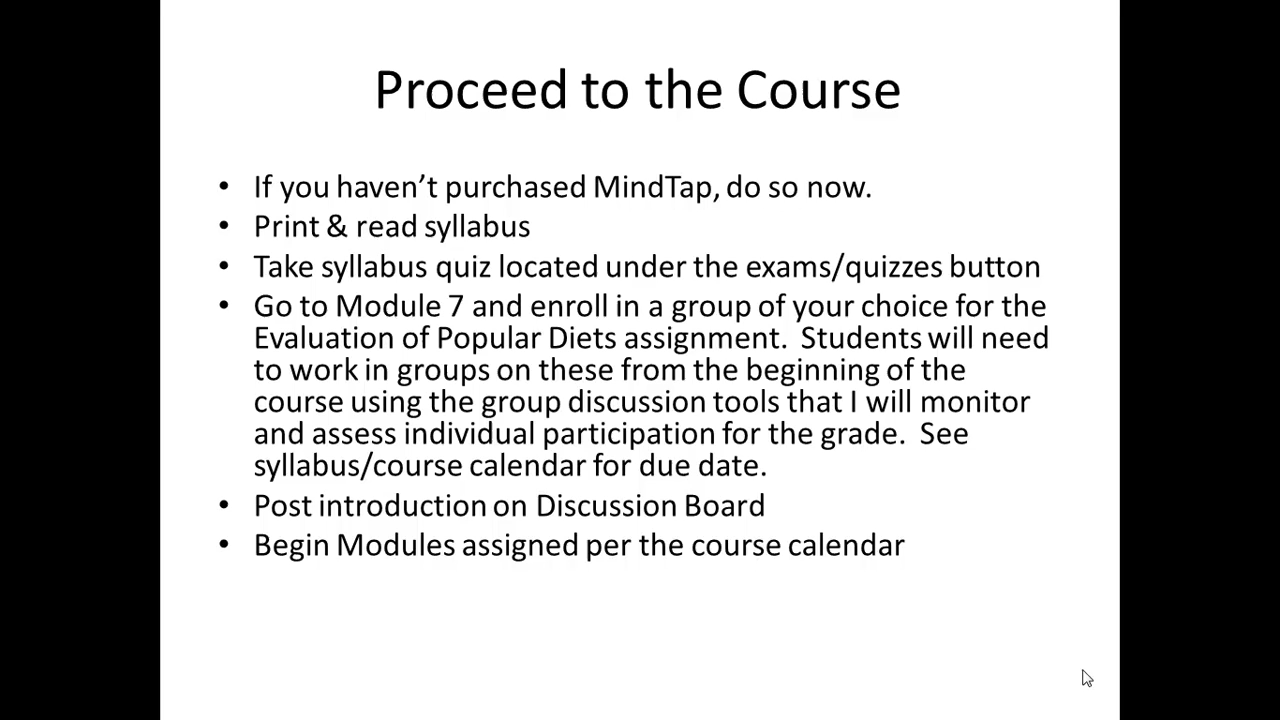 Proceed to the Course
• If you haven’t purchased MindTap, do so now.
• Print & read syllabus
• Take syllabus quiz located under the exams/quizzes button
• Go to Module 7 and enroll in a group of your choice for the
Evaluation of Popular Diets assignment.  Students will need
to work in groups on these from the beginning of the
course using the group discussion tools that I will monitor
and assess individual participation for the grade.  See
syllabus/course calendar for due date.
• Post introduction on Discussion Board
• Begin Modules assigned per the course calendar